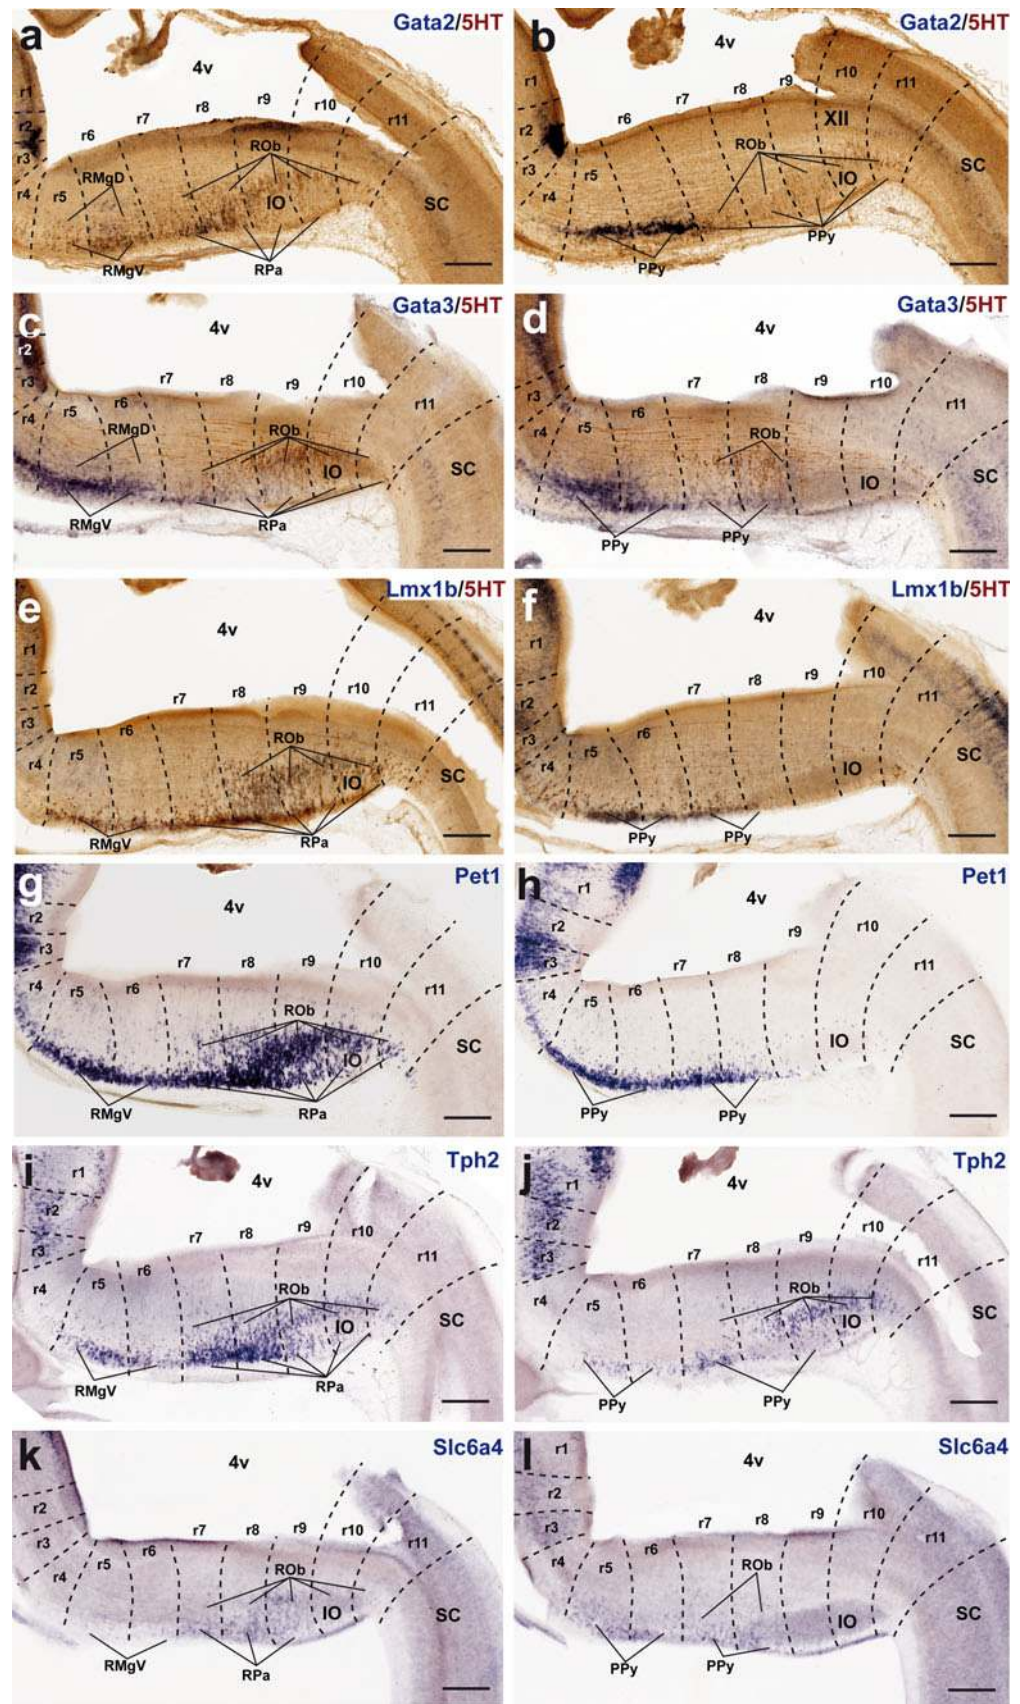 a Gata2/5HT
4v
r1 r2 r3 r4 r5 r6 r7 r8 r9 r10 r11
ROb
RMgD
IO
SC
RMgV RPa
b Gata2/5HT
4v
r1 r2 r3 r4 r5 r6 r7 r8 r9 r10 r11
XII
ROb
IO
SC
PPy PPy
c Gata3/5HT
4v
r2 r3 r4 r5 r6 r7 r8 r9 r10 r11
RMgD ROb
IO
SC
RMgV RPa
d Gata3/5HT
4v
r3 r4 r5 r6 r7 r8 r9 r10 r11
ROb
IO
SC
PPy PPy
e Lmx1b/5HT
4v
r1 r2 r3 r4 r5 r6 r7 r8 r9 r10 r11
ROb
IO
SC
RMgV RPa
f Lmx1b/5HT
4v
r1 r2 r3 r4 r5 r6 r7 r8 r10 r11
IO
SC
PPy PPy
g Pet1
4v
r2 r3 r4 r5 r6 r7 r8 r9 r10 r11
ROb
IO
SC
RMgV RPa
h Pet1
4v
r1 r2 r3 r4 r5 r6 r7 r8 r9 r10 r11
IO
SC
PPy PPy
i Tph2
4v
r1 r2 r3 r4 r5 r6 r7 r8 r9 r10 r11
ROb
IO
SC
RMgV RPa
j Tph2
4v
r1 r2 r3 r4 r5 r6 r7 r8 r9 r10 r11
ROb
IO
SC
PPy PPy
k Slc6a4
4v
r1 r2 r3 r4 r5 r6 r7 r8 r9 r10 r11
ROb
IO
SC
RMgV RPa
l Slc6a4
4v
r1 r2 r3 r4 r5 r6 r7 r8 r9 r10 r11
ROb
IO
SC
PPy PPy